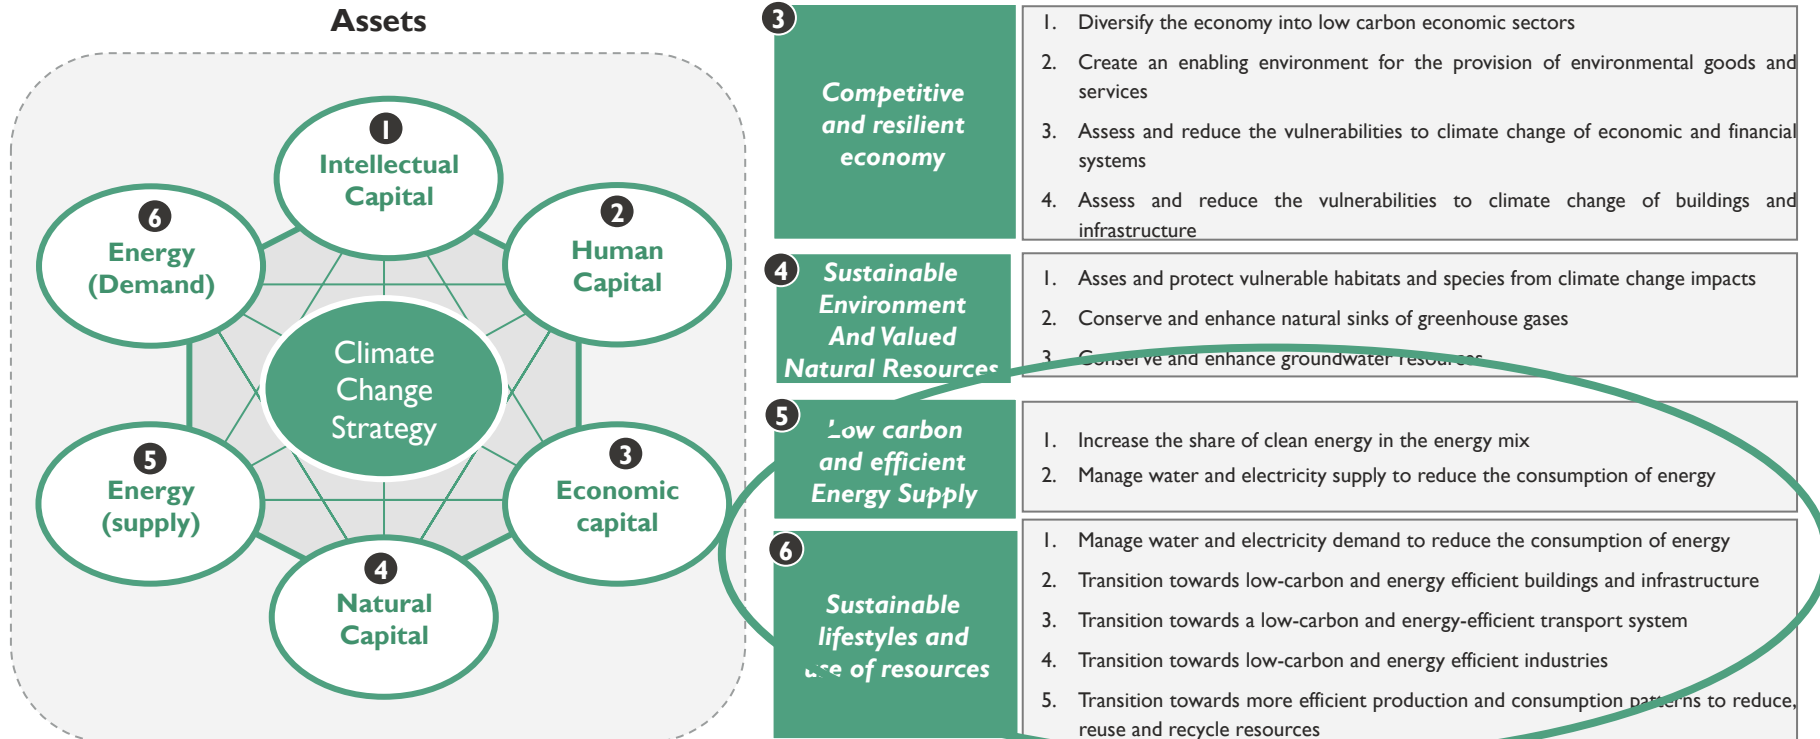 Assets
1
Intellectual
Capital
2
Human
Capital
3
Economic
capital
4
Natural
Capital
5
Energy
(supply)
6
Energy
(Demand)
Climate
Change
Strategy
3
Competitive
and resilient
economy
1. Diversify the economy into low carbon economic sectors
2. Create an enabling environment for the provision of environmental goods and
services
3. Assess and reduce the vulnerabilities to climate change of economic and financial
systems
4. Assess and reduce the vulnerabilities to climate change of buildings and
infrastructure
4
Sustainable
Environment
And Valued
Natural Resources
1. Asses and protect vulnerable habitats and species from climate change impacts
2. Conserve and enhance natural sinks of greenhouse gases
3. Conserve and enhance groundwater resources
5
Low carbon
and efficient
Energy Supply
1. Increase the share of clean energy in the energy mix
2. Manage water and electricity supply to reduce the consumption of energy
6
Sustainable
lifestyles and
use of resources
1. Manage water and electricity demand to reduce the consumption of energy
2. Transition towards low-carbon and energy efficient buildings and infrastructure
3. Transition towards a low-carbon and energy-efficient transport system
4. Transition towards low-carbon and energy efficient industries
5. Transition towards more efficient production and consumption patterns to reduce,
reuse and recycle resources